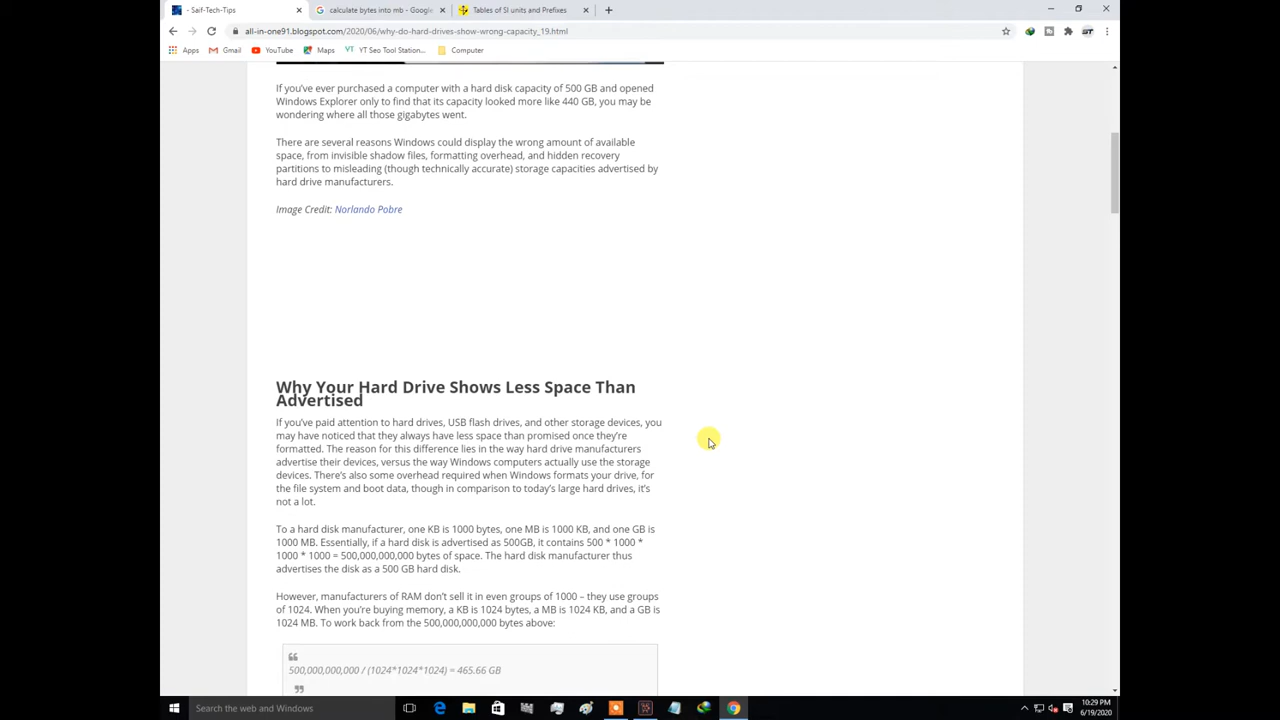 - Saif-Tech-Tips
calculate bytes into mb - Google
Tables of SI units and Prefixes
all-in-one91.blogspot.com/2020/06/why-do-hard-drives-show-wrong-capacity_19.html
Apps
Gmail
YouTube
Maps
YT Seo Tool Station...
Computer
If you've ever purchased a computer with a hard disk capacity of 500 GB and opened
Windows Explorer only to find that its capacity looked more like 440 GB, you may be
wondering where all those gigabytes went.
There are several reasons Windows could display the wrong amount of available
space, from invisible shadow files, formatting overhead, and hidden recovery
partitions to misleading (though technically accurate) storage capacities advertised by
hard drive manufacturers.
Image Credit: Norlando Pobre
Why Your Hard Drive Shows Less Space Than
Advertised
If you've paid attention to hard drives, USB flash drives, and other storage devices, you
may have noticed that they always have less space than promised once they're
formatted. The reason for this difference lies in the way hard drive manufacturers
advertise their devices, versus the way Windows computers actually use the storage
devices. There's also some overhead required when Windows formats your drive, for
the file system and boot data, though in comparison to today's large hard drives, it's
not a lot.
To a hard disk manufacturer, one KB is 1000 bytes, one MB is 1000 KB, and one GB is
1000 MB. Essentially, if a hard disk is advertised as 500GB, it contains 500 * 1000 *
1000 * 1000 = 500,000,000,000 bytes of space. The hard disk manufacturer thus
advertises the disk as a 500 GB hard disk.
However, manufacturers of RAM don't sell it in even groups of 1000 – they use groups
of 1024. When you're buying memory, a KB is 1024 bytes, a MB is 1024 KB, and a GB is
1024 MB. To work back from the 500,000,000,000 bytes above:
500,000,000,000 / (1024*1024*1024) = 465.66 GB
Search the web and Windows
10:29 PM
6/19/2020